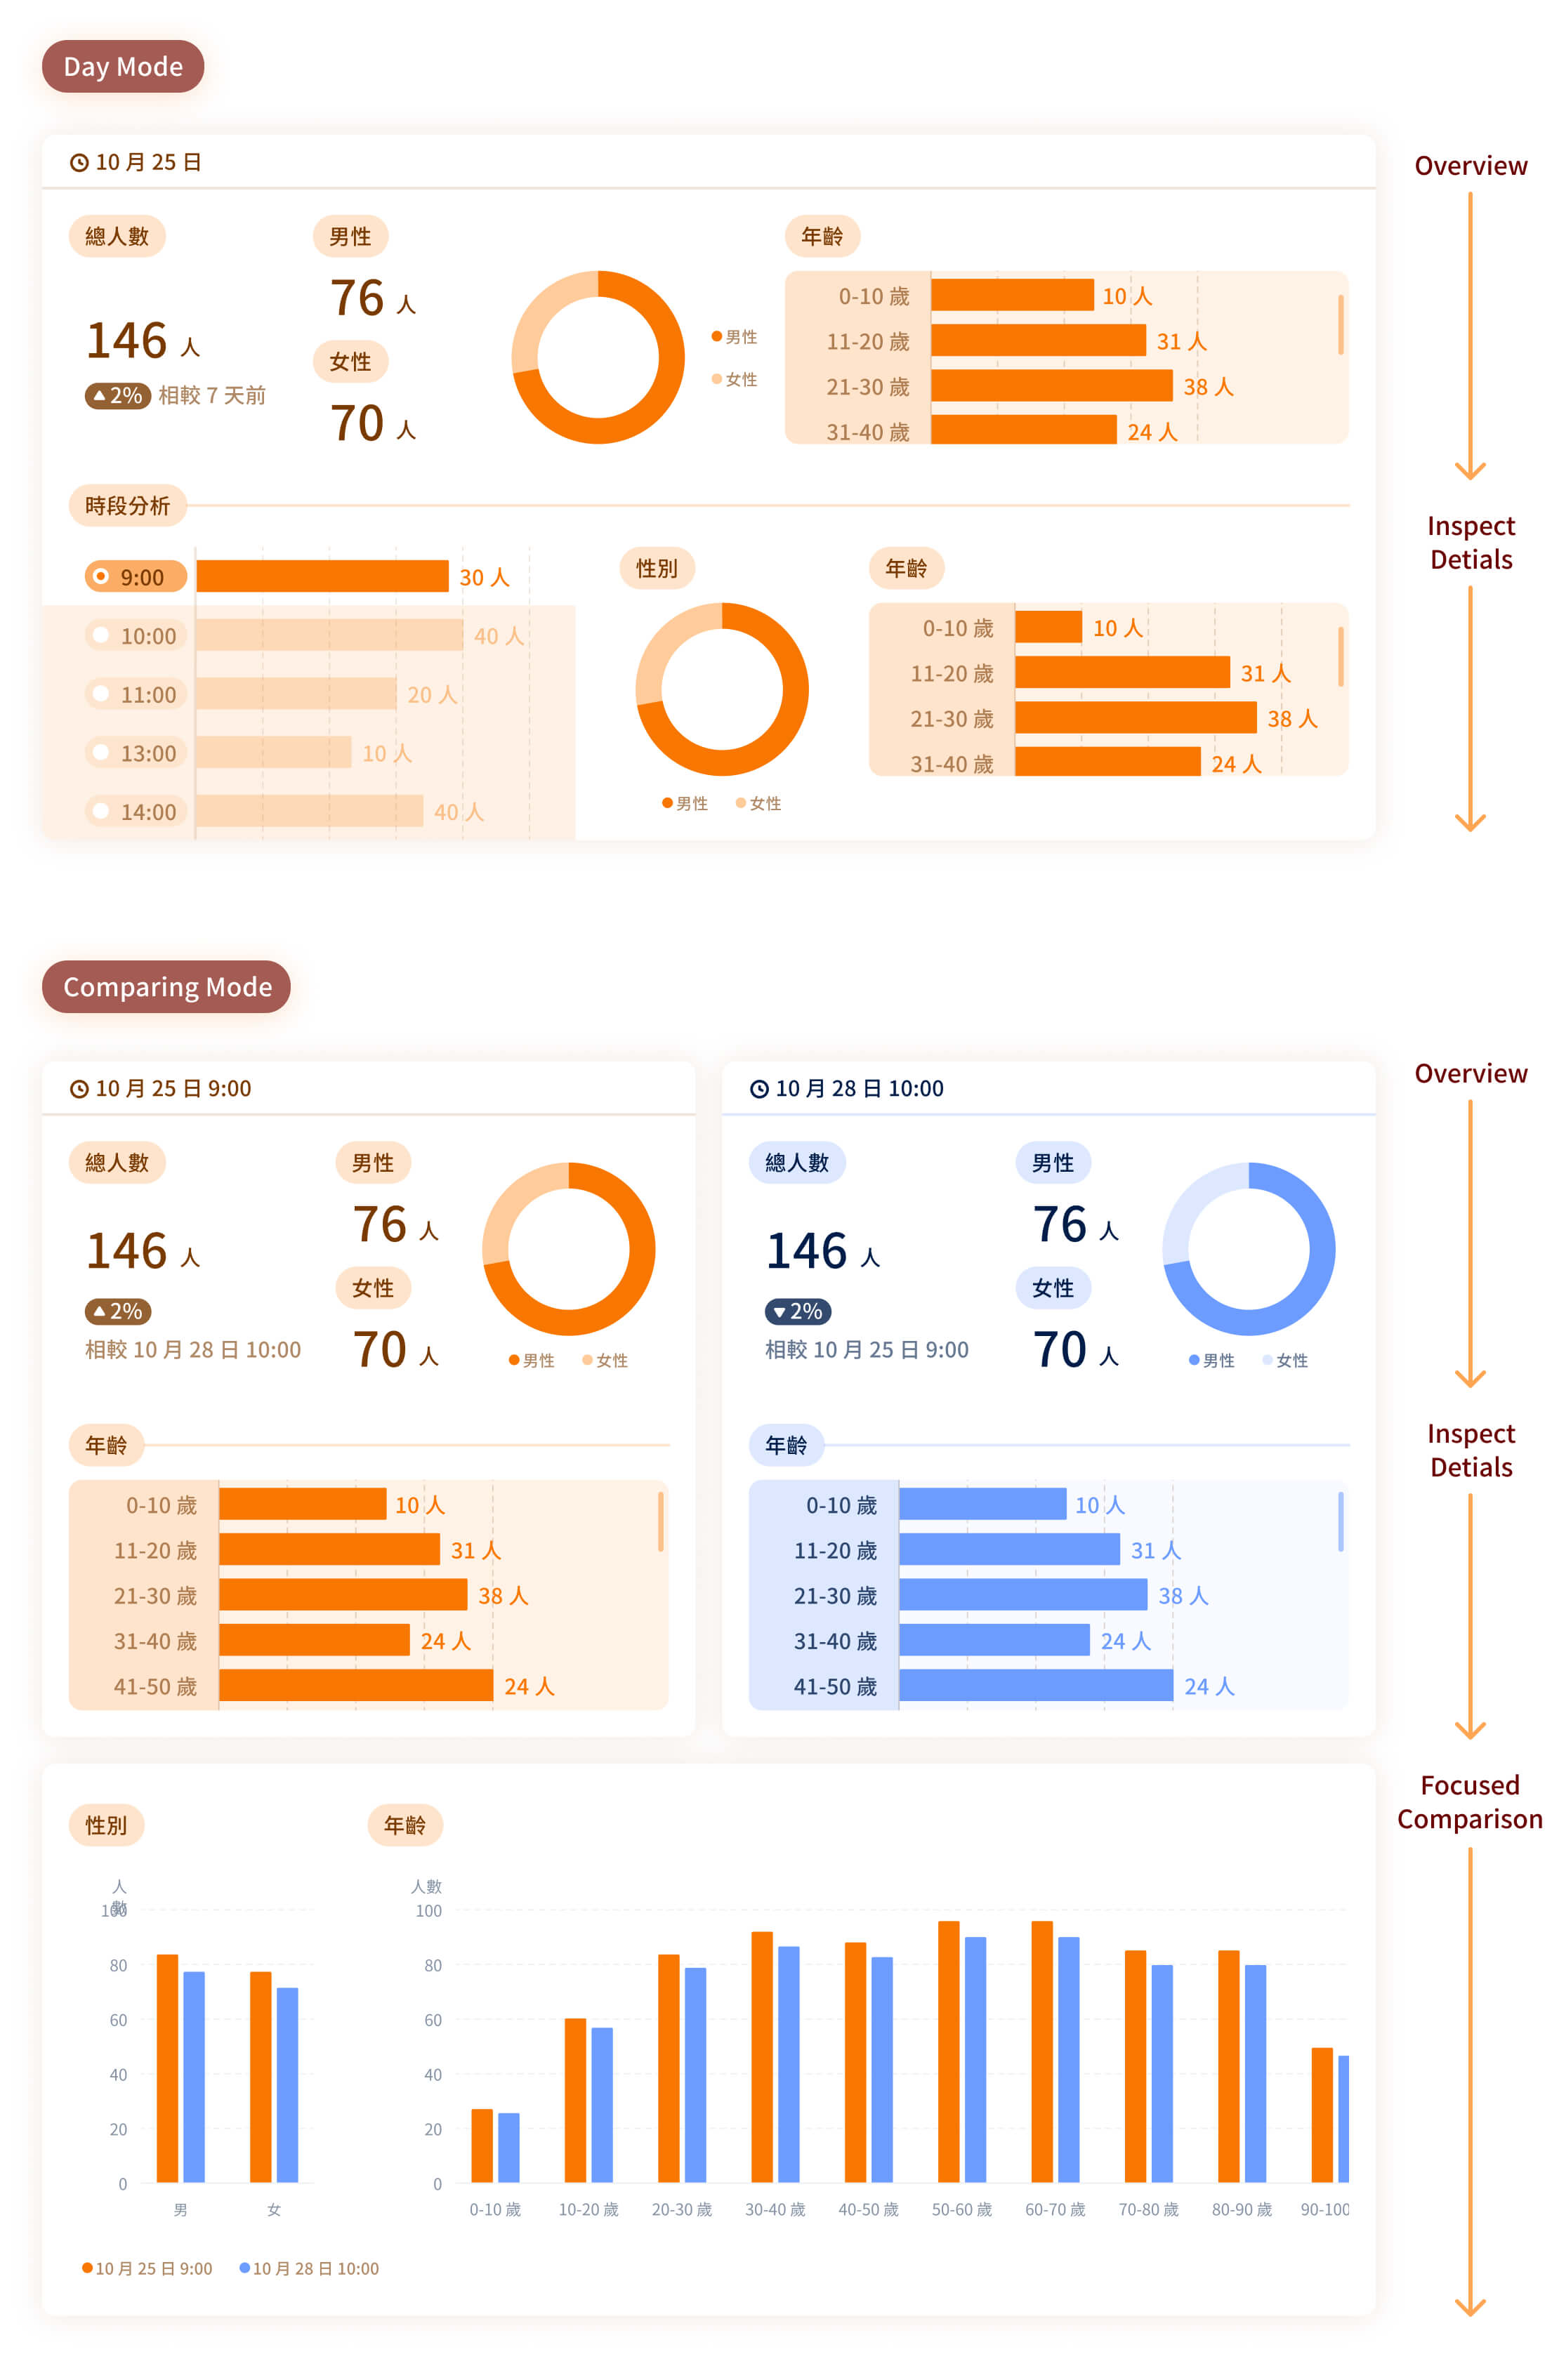 Day Mode
10 月 25 日
Overview
總人數
146 人
2% 相較 7 天前
男性
76 人
女性
70 人
男性
女性
年齡
0-10 歲 10 人
11-20 歲 31 人
21-30 歲 38 人
31-40 歲 24 人
Inspect
Detials
時段分析
9:00 30 人
10:00 40 人
11:00 20 人
13:00 10 人
14:00 40 人
性別
男性 女性
年齡
0-10 歲 10 人
11-20 歲 31 人
21-30 歲 38 人
31-40 歲 24 人
Comparing Mode
Overview
10 月 25 日 9:00
總人數
146 人
2%
相較 10 月 28 日 10:00
男性
76 人
女性
70 人
男性 女性
年齡
0-10 歲 10 人
11-20 歲 31 人
21-30 歲 38 人
31-40 歲 24 人
41-50 歲 24 人
10 月 28 日 10:00
總人數
146 人
2%
相較 10 月 25 日 9:00
男性
76 人
女性
70 人
男性 女性
年齡
0-10 歲 10 人
11-20 歲 31 人
21-30 歲 38 人
31-40 歲 24 人
41-50 歲 24 人
Inspect
Detials
Focused
Comparison
性別
人
數
100
80
60
40
20
0
男 女
年齡
人數
100
80
60
40
20
0
0-10 歲 10-20 歲 20-30 歲 30-40 歲 40-50 歲 50-60 歲 60-70 歲 70-80 歲 80-90 歲 90-100
10 月 25 日 9:00 10 月 28 日 10:00